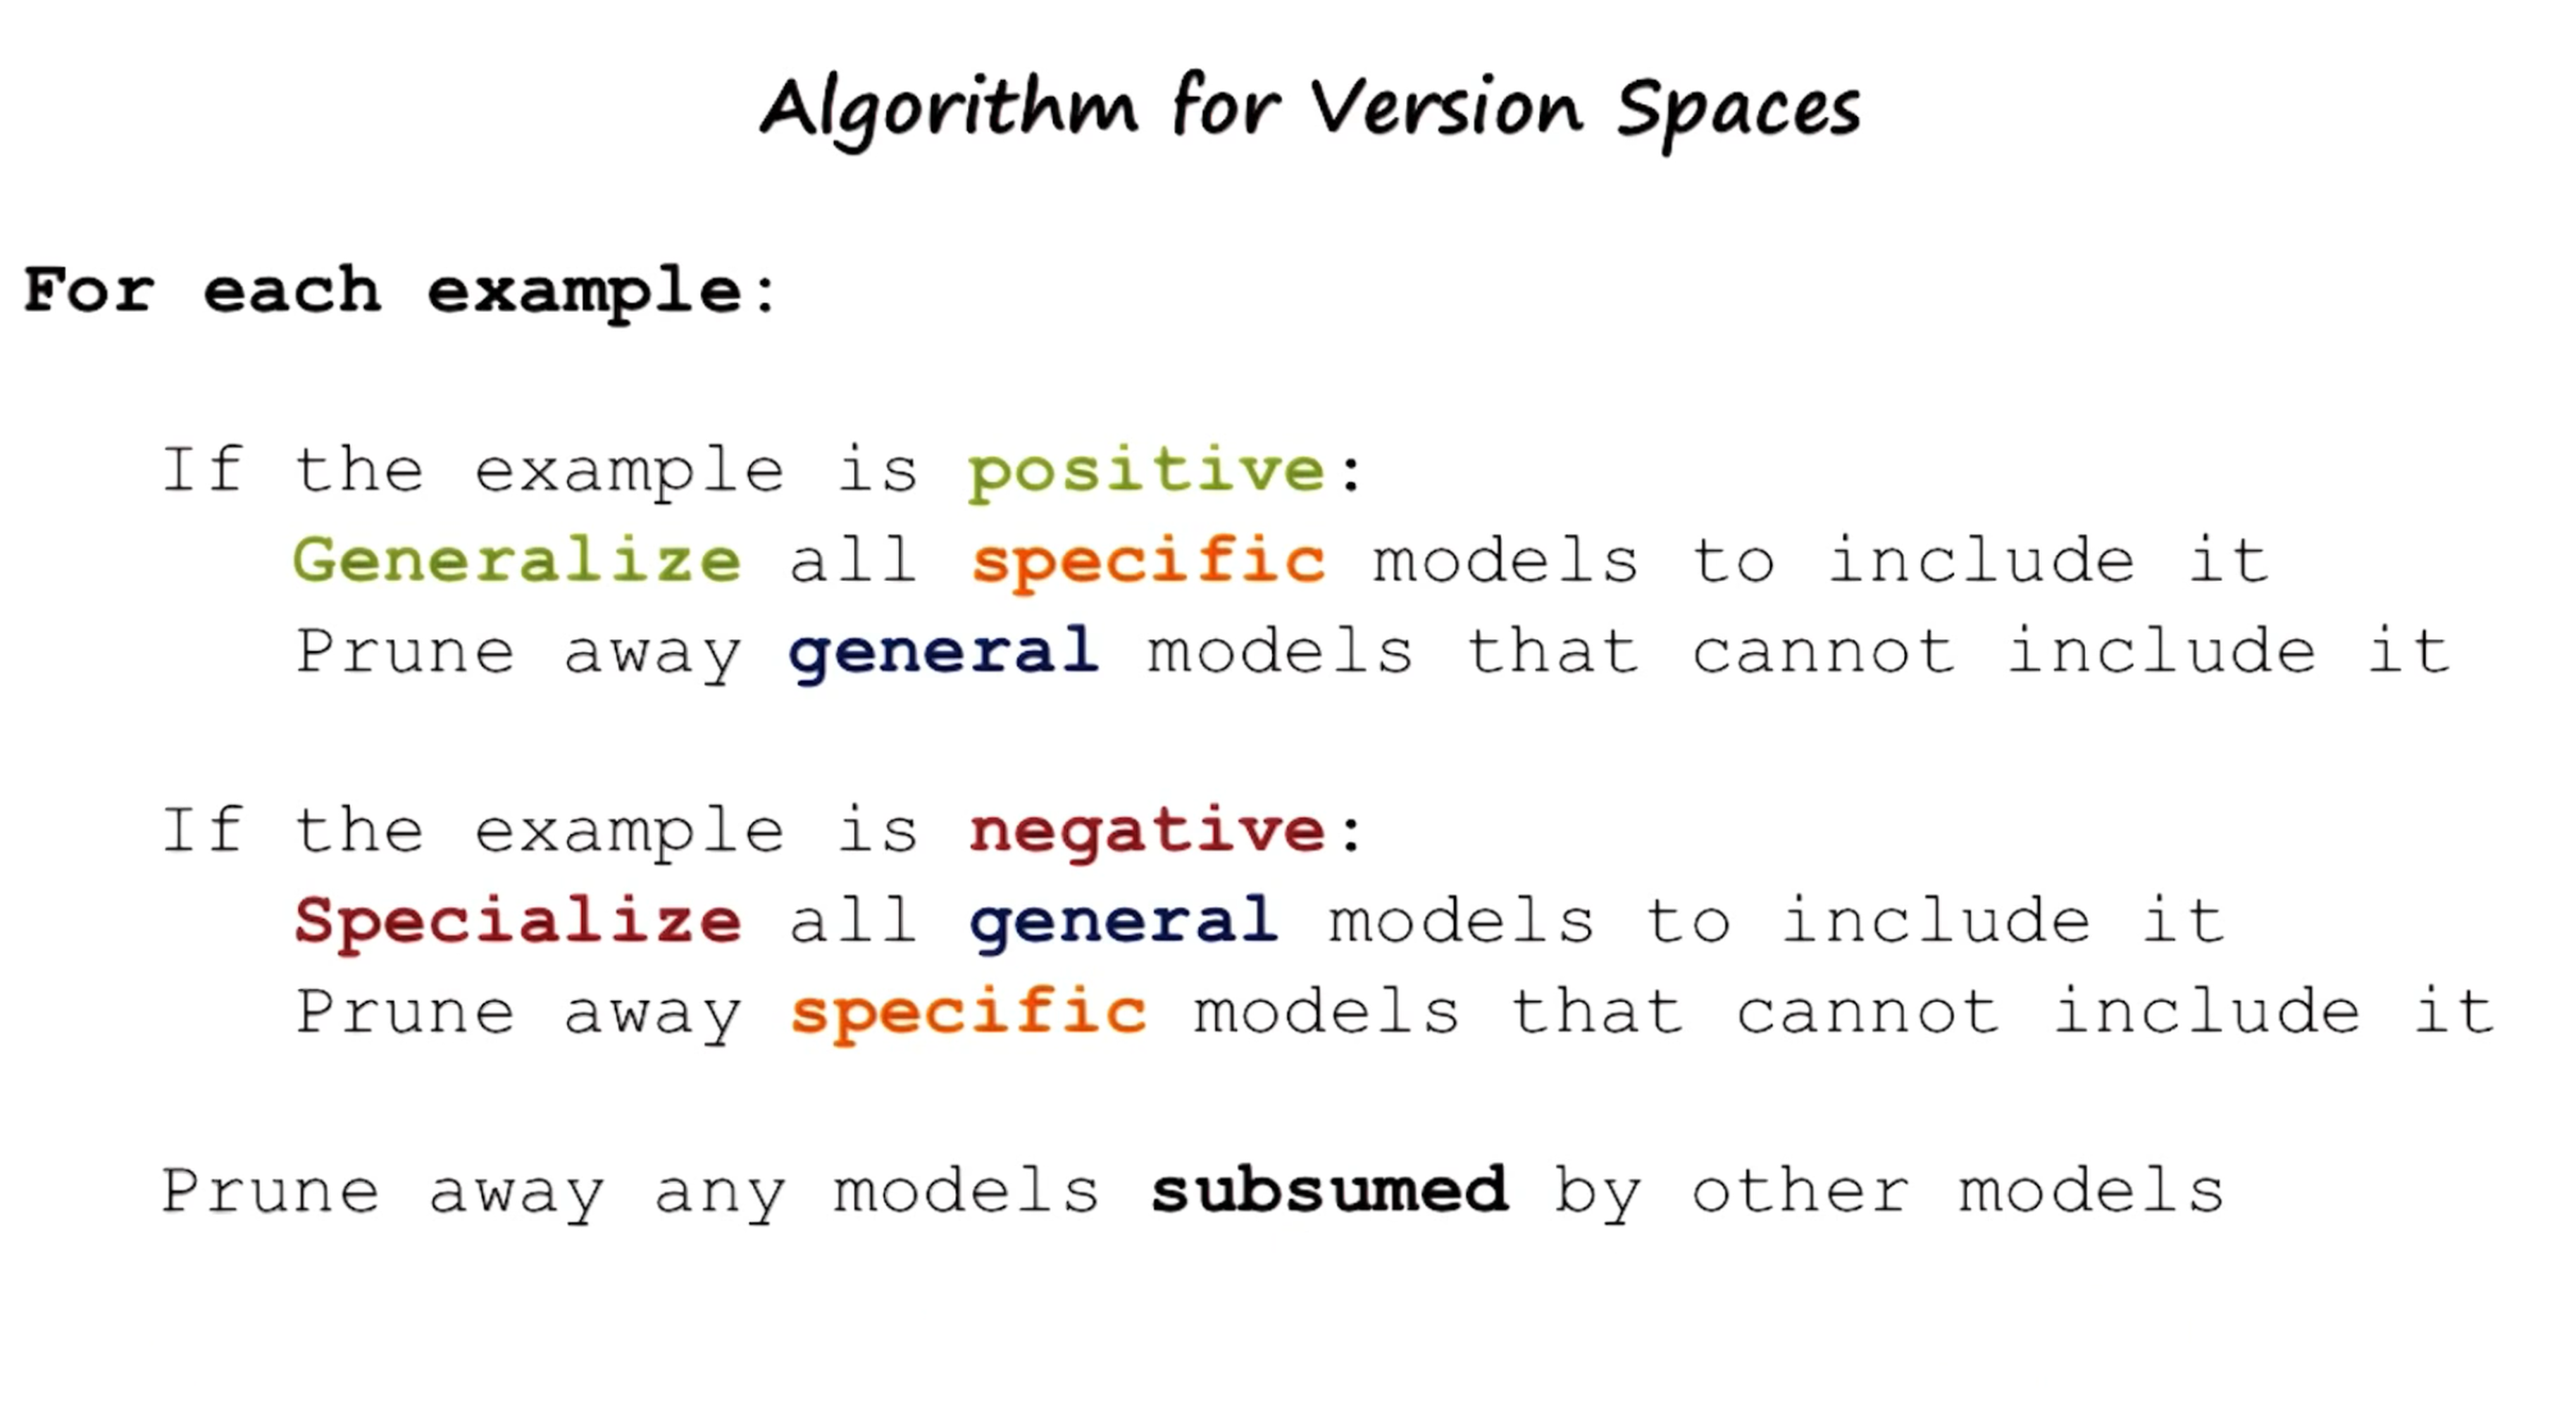 Algorithm for Version Spaces
For each example:
If the example is positive:
Generalize all specific models to include it
Prune away general models that cannot include it
If the example is negative:
Specialize all general models to include it
Prune away specific models that cannot include it
Prune away any models subsumed by other models